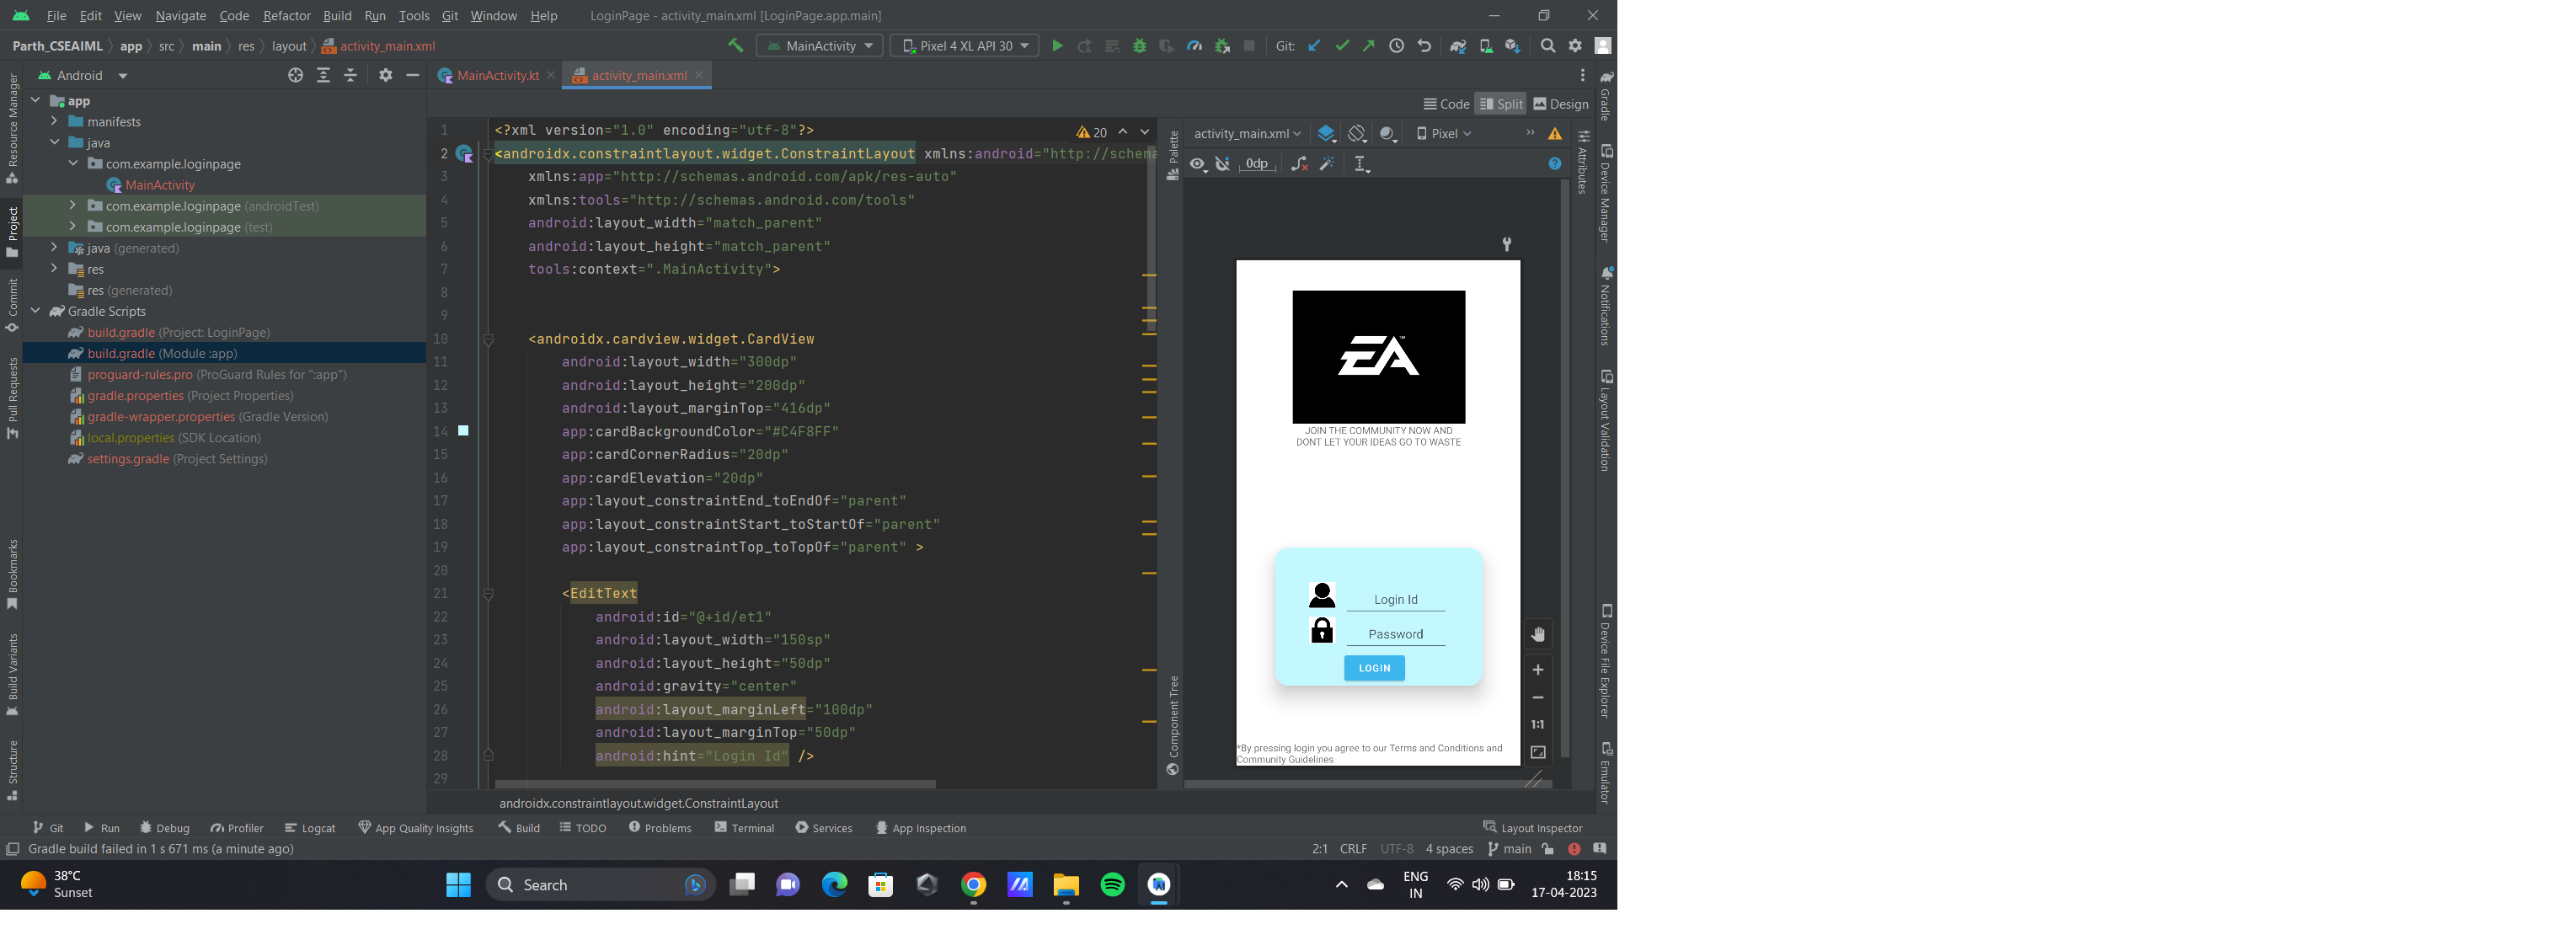 File Edit View Navigate Code Refactor Build Run Tools Git Window Help LoginPage - activity_main.xml [LoginPage.app.main]
Parth_CSEAIML app src main res layout activity_main.xml MainActivity Pixel 4 XL API 30 Git:
Android
MainActivity.kt activity_main.xml
Code Split Design
app
manifests
java
com.example.loginpage
MainActivity
com.example.loginpage (androidTest)
com.example.loginpage (test)
java (generated)
res
res (generated)
Gradle Scripts
build.gradle (Project: LoginPage)
build.gradle (Module :app)
proguard-rules.pro (ProGuard Rules for ":app")
gradle.properties (Project Properties)
gradle-wrapper.properties (Gradle Version)
local.properties (SDK Location)
settings.gradle (Project Settings)
Resource Manager
Project
Commit
Pull Requests
Bookmarks
Build Variants
Structure
1 <?xml version="1.0" encoding="utf-8"?> 20
2 <androidx.constraintlayout.widget.ConstraintLayout xmlns:android="http://schema
3 xmlns:app="http://schemas.android.com/apk/res-auto"
4 xmlns:tools="http://schemas.android.com/tools"
5 android:layout_width="match_parent"
6 android:layout_height="match_parent"
7 tools:context=".MainActivity">
8
9
10 <androidx.cardview.widget.CardView
11 android:layout_width="300dp"
12 android:layout_height="200dp"
13 android:layout_marginTop="416dp"
14 app:cardBackgroundColor="#C4F8FF"
15 app:cardCornerRadius="20dp"
16 app:cardElevation="20dp"
17 app:layout_constraintEnd_toEndOf="parent"
18 app:layout_constraintStart_toStartOf="parent"
19 app:layout_constraintTop_toTopOf="parent" >
20
21 <EditText
22 android:id="@+id/et1"
23 android:layout_width="150sp"
24 android:layout_height="50dp"
25 android:gravity="center"
26 android:layout_marginLeft="100dp"
27 android:layout_marginTop="50dp"
28 android:hint="Login Id" />
29
androidx.constraintlayout.widget.ConstraintLayout
Palette
Component Tree
activity_main.xml Pixel
0dp
EA™
JOIN THE COMMUNITY NOW AND
DONT LET YOUR IDEAS GO TO WASTE
Login Id
Password
LOGIN
*By pressing login you agree to our Terms and Conditions and
Community Guidelines
1:1
Attributes
Gradle
Device Manager
Notifications
Layout Validation
Device File Explorer
Emulator
Git Run Debug Profiler Logcat App Quality Insights Build TODO Problems Terminal Services App Inspection Layout Inspector
Gradle build failed in 1 s 671 ms (a minute ago) 2:1 CRLF UTF-8 4 spaces main
38°C
Sunset
Search
ENG
IN
18:15
17-04-2023